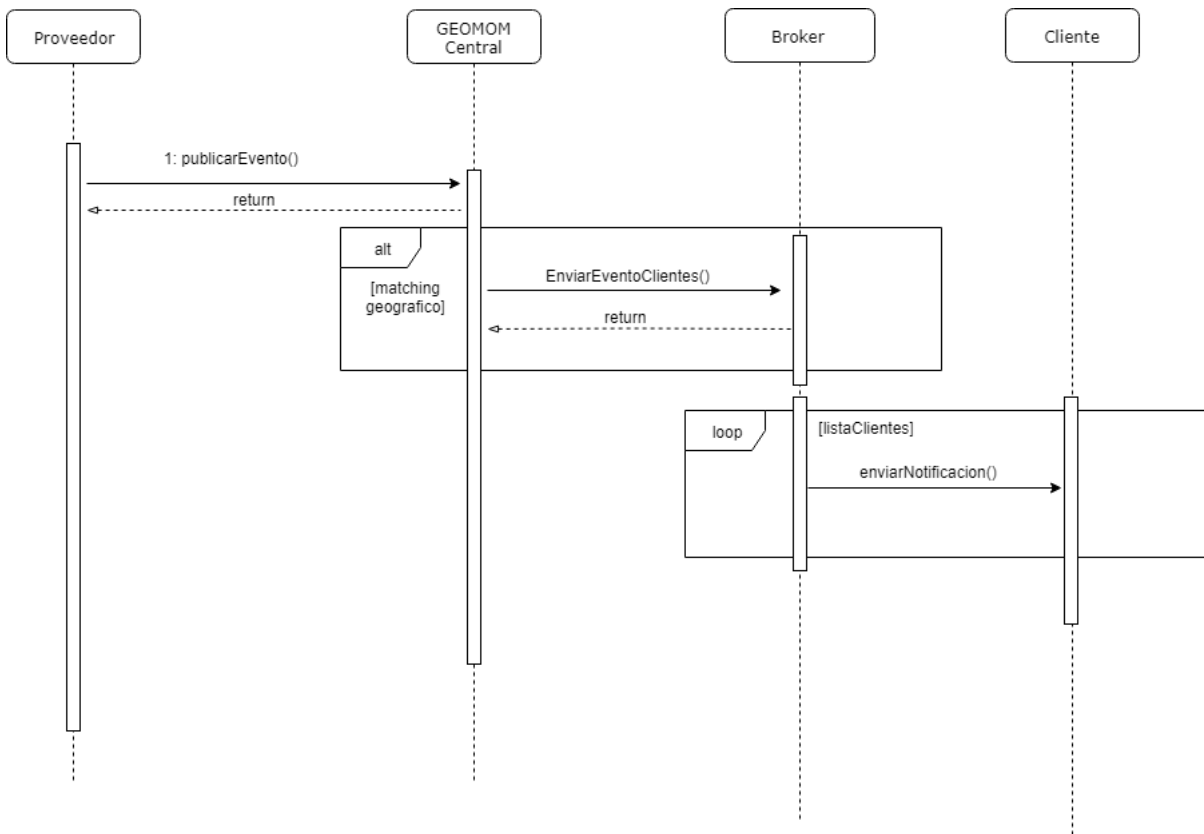 Proveedor
GEOMOM
Central
Broker
Cliente
1: publicarEvento()
return
alt
[matching
geografico]
EnviarEventoClientes()
return
loop
[listaClientes]
enviarNotificacion()